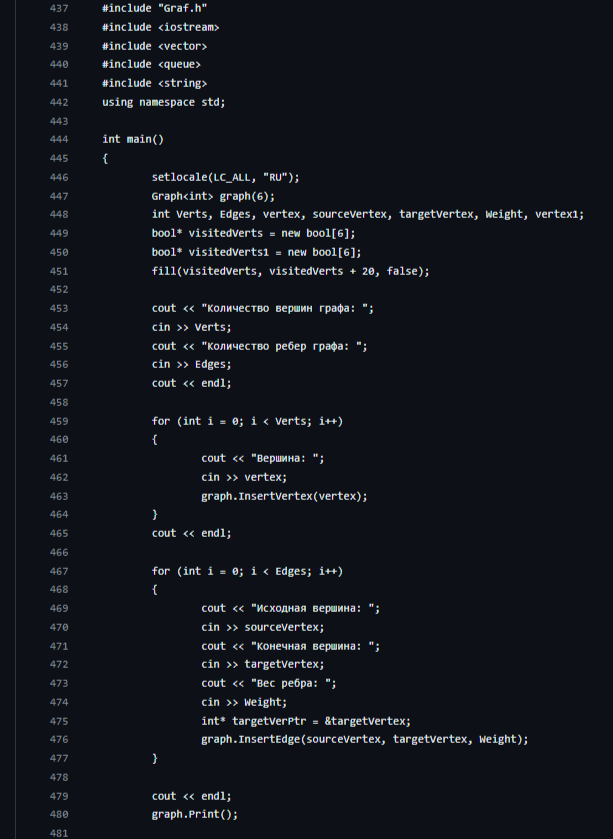 437 #include "Graf.h"
438 #include <iostream>
439 #include <vector>
440 #include <queue>
441 #include <string>
442 using namespace std;
443
444 int main()
445 {
446 setlocale(LC_ALL, "RU");
447 Graph<int> graph(6);
448 int Verts, Edges, vertex, sourceVertex, targetVertex, Weight, vertex1;
449 bool* visitedVerts = new bool[6];
450 bool* visitedVerts1 = new bool[6];
451 fill(visitedVerts, visitedVerts + 20, false);
452
453 cout << "Количество вершин графа: ";
454 cin >> Verts;
455 cout << "Количество ребер графа: ";
456 cin >> Edges;
457 cout << endl;
458
459 for (int i = 0; i < Verts; i++)
460 {
461 cout << "Вершина: ";
462 cin >> vertex;
463 graph.InsertVertex(vertex);
464 }
465 cout << endl;
466
467 for (int i = 0; i < Edges; i++)
468 {
469 cout << "Исходная вершина: ";
470 cin >> sourceVertex;
471 cout << "Конечная вершина: ";
472 cin >> targetVertex;
473 cout << "Вес ребра: ";
474 cin >> Weight;
475 int* targetVerPtr = &targetVertex;
476 graph.InsertEdge(sourceVertex, targetVertex, Weight);
477 }
478
479 cout << endl;
480 graph.Print();
481